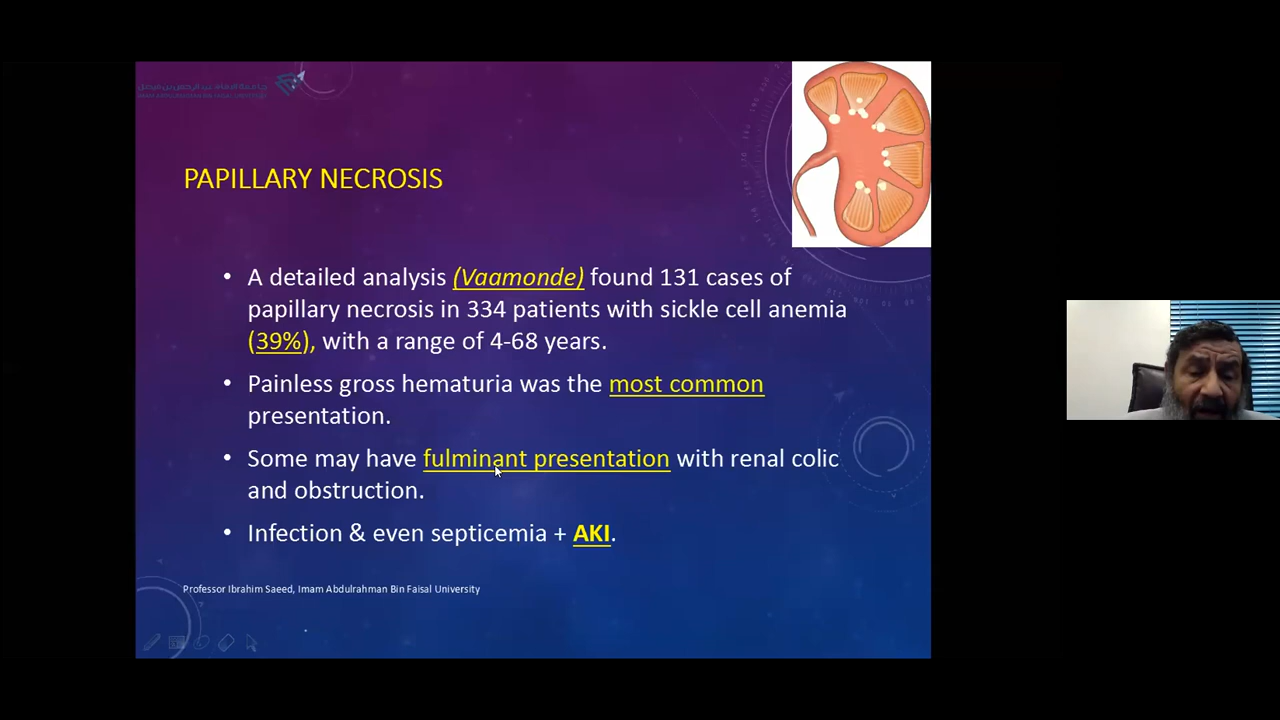 PAPILLARY NECROSIS
• A detailed analysis (Vaamonde) found 131 cases of
papillary necrosis in 334 patients with sickle cell anemia
(39%), with a range of 4-68 years.
• Painless gross hematuria was the most common
presentation.
• Some may have fulminant presentation with renal colic
and obstruction.
• Infection & even septicemia + AKI.
Professor Ibrahim Saeed, Imam Abdulrahman Bin Faisal University